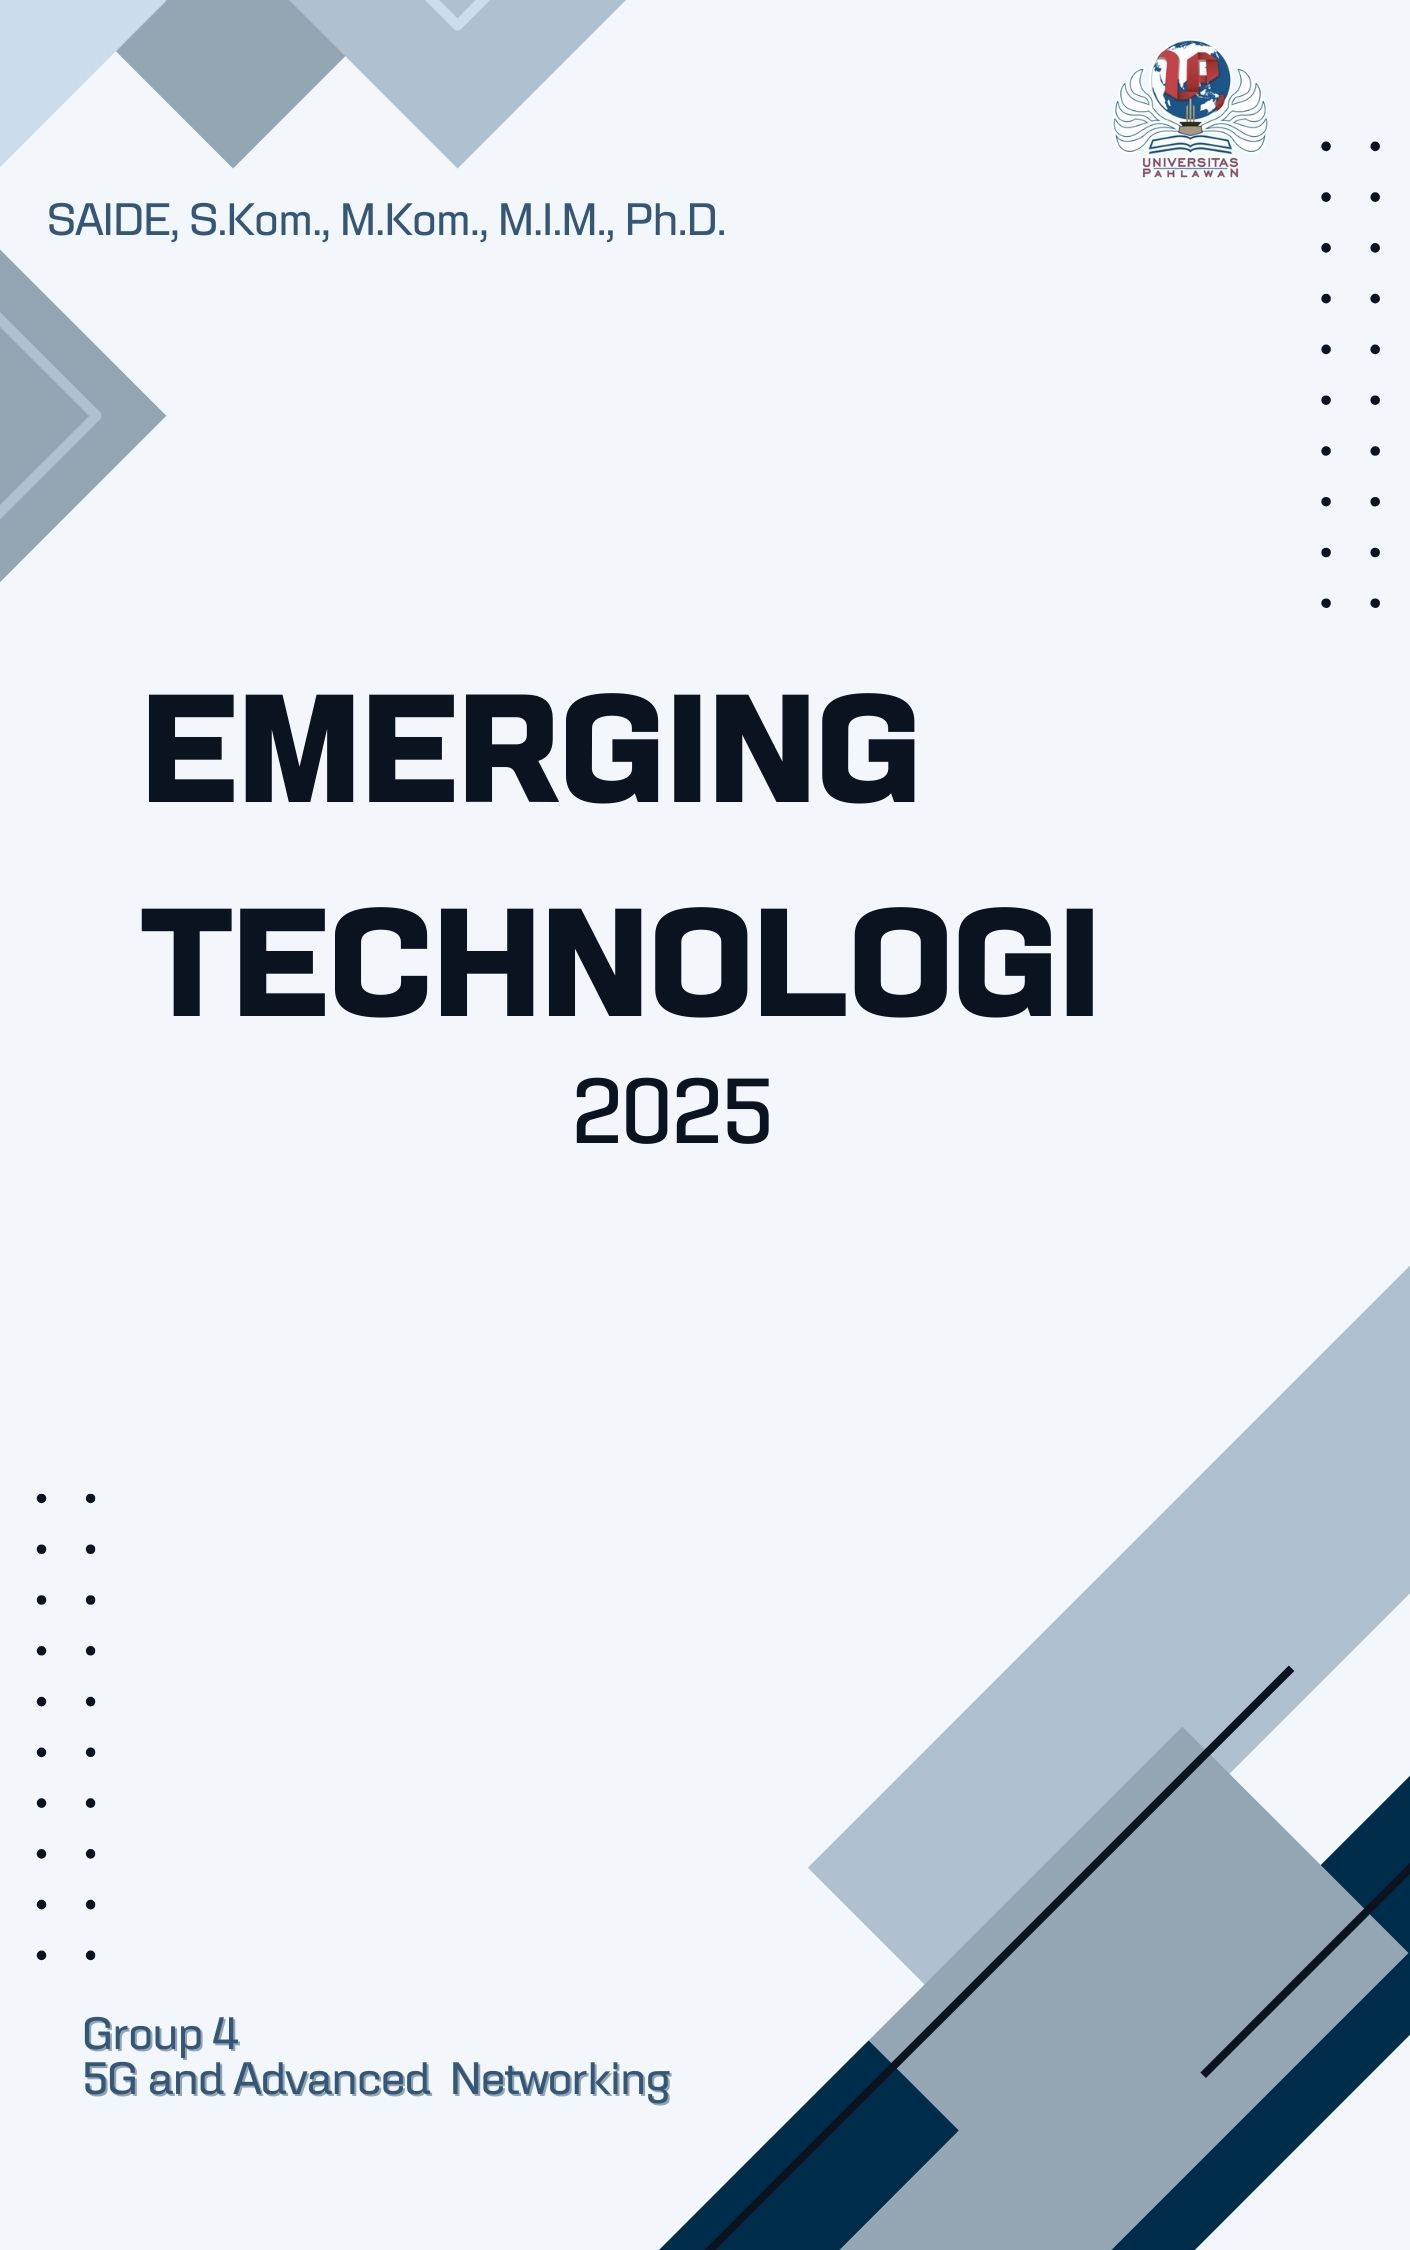 UNIVERSITAS
PAHLAWAN
SAIDE, S.Kom., M.Kom., M.I.M., Ph.D.
EMERGING
TECHNOLOGI
2025
Group 4
5G and Advanced Networking